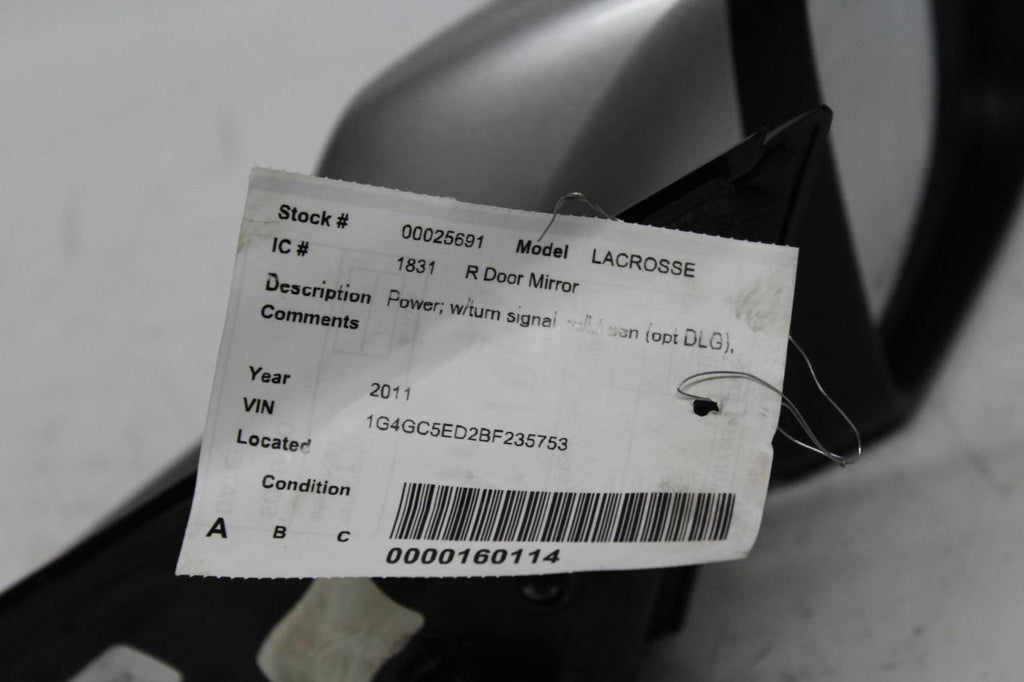 Stock # 00025691 Model LACROSSE
IC # 1831 R Door Mirror
Description Power; w/turn signal, (opt DLG),
Comments
Year 2011
VIN 1G4GC5ED2BF235753
Located
Condition
A B C
0000160114